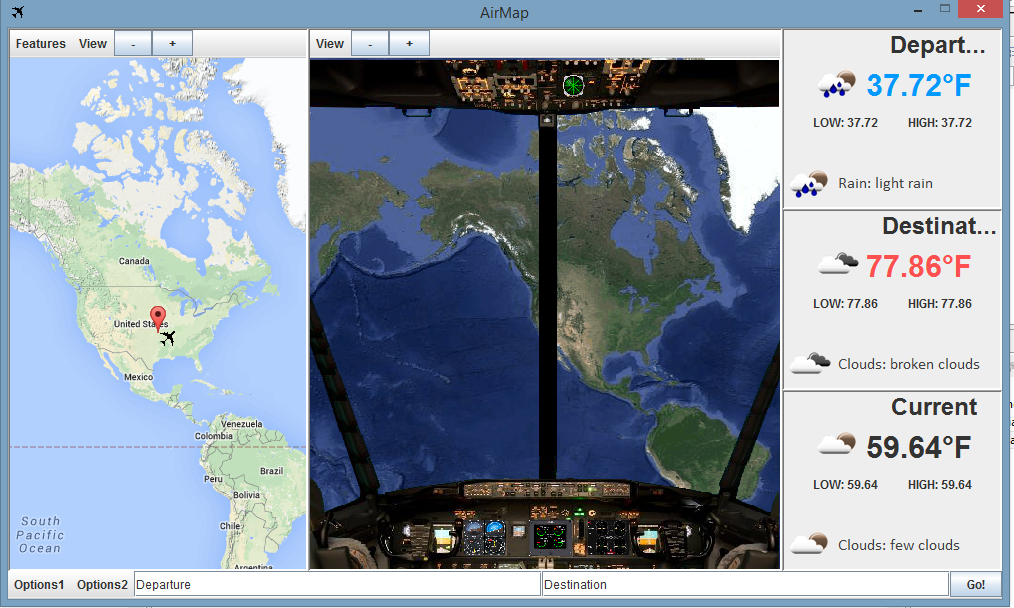 AirMap
Features View - +
View - +
Canada
United States
Mexico
Venezuela
Colombia
Peru
Brazil
Bolivia
Chile
Argentina
South
Pacific
Ocean
Depart...
37.72°F
LOW: 37.72 HIGH: 37.72
Rain: light rain
Destinat...
77.86°F
LOW: 77.86 HIGH: 77.86
Clouds: broken clouds
Current
59.64°F
LOW: 59.64 HIGH: 59.64
Clouds: few clouds
Options1 Options2 Departure Destination Go!